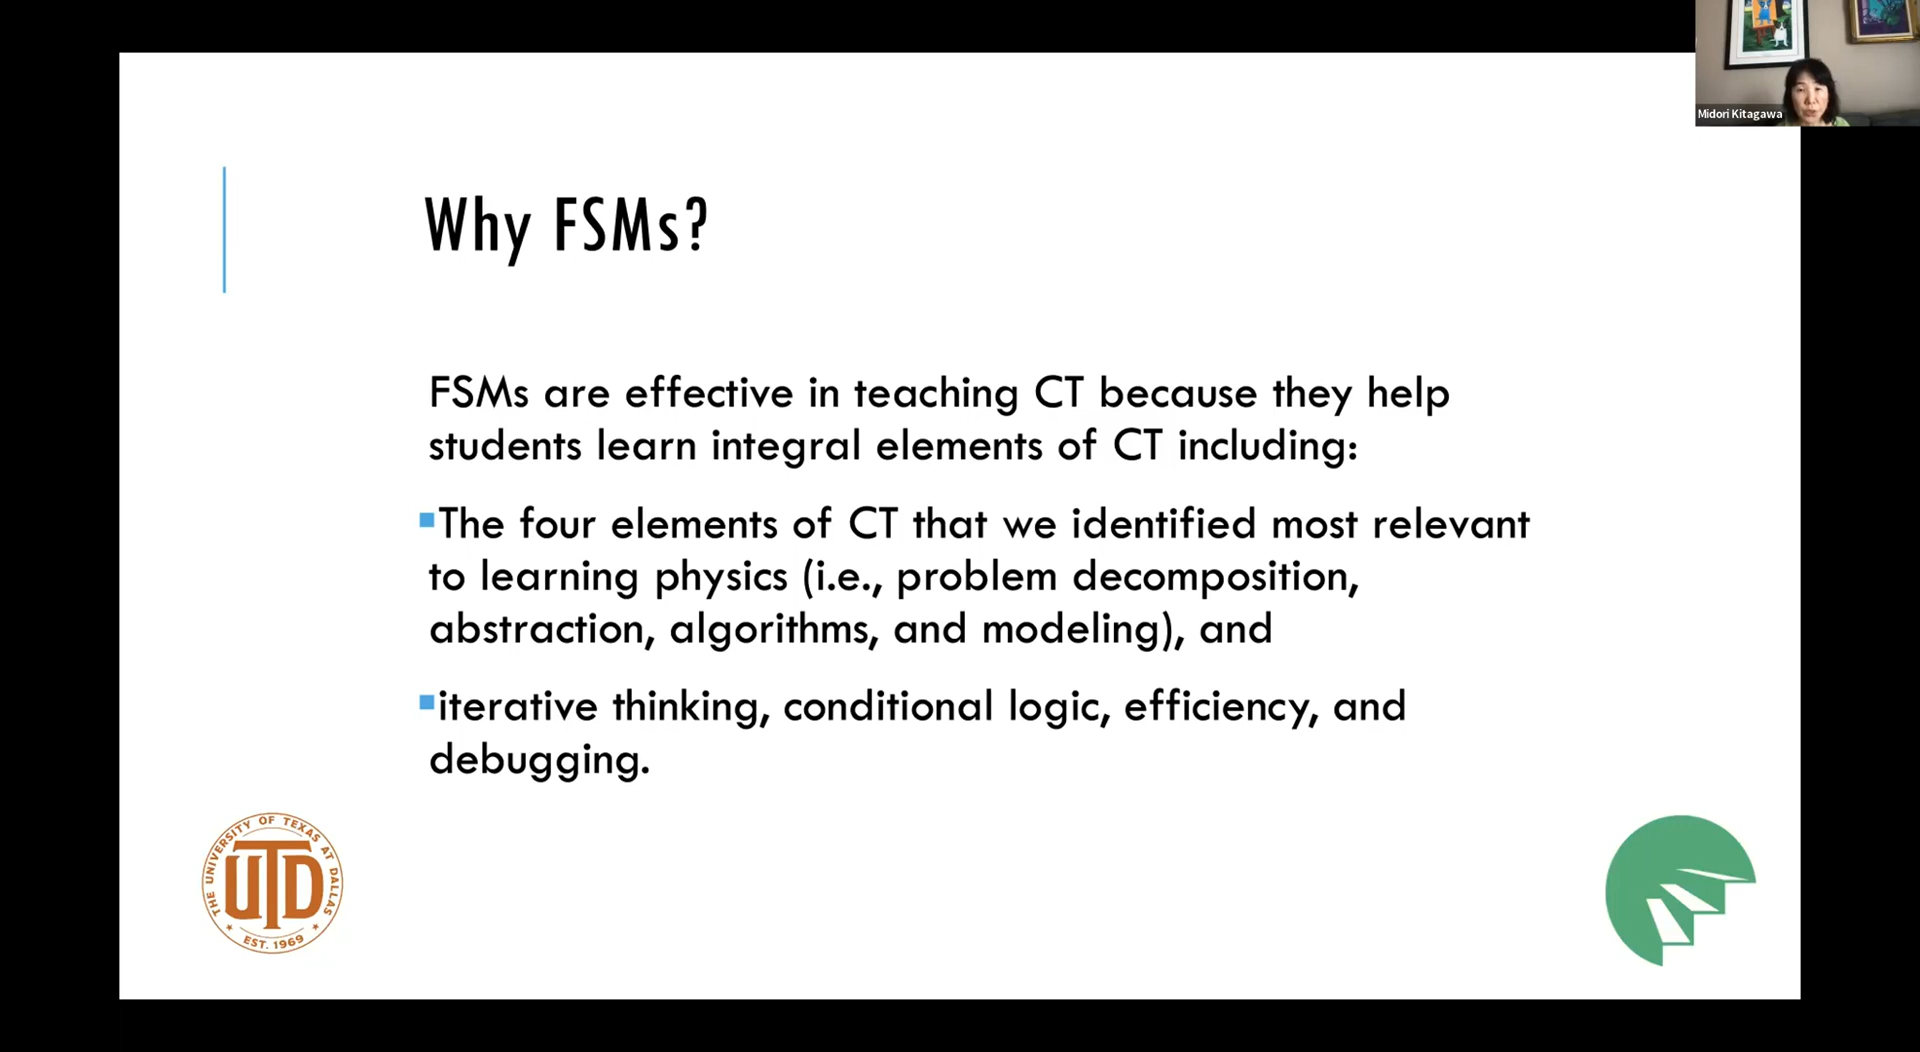 Midori Kitagawa
Why FSMs?
FSMs are effective in teaching CT because they help
students learn integral elements of CT including:
The four elements of CT that we identified most relevant
to learning physics (i.e., problem decomposition,
abstraction, algorithms, and modeling), and
iterative thinking, conditional logic, efficiency, and
debugging.
THE UNIVERSITY OF TEXAS AT DALLAS
UTD
EST. 1969